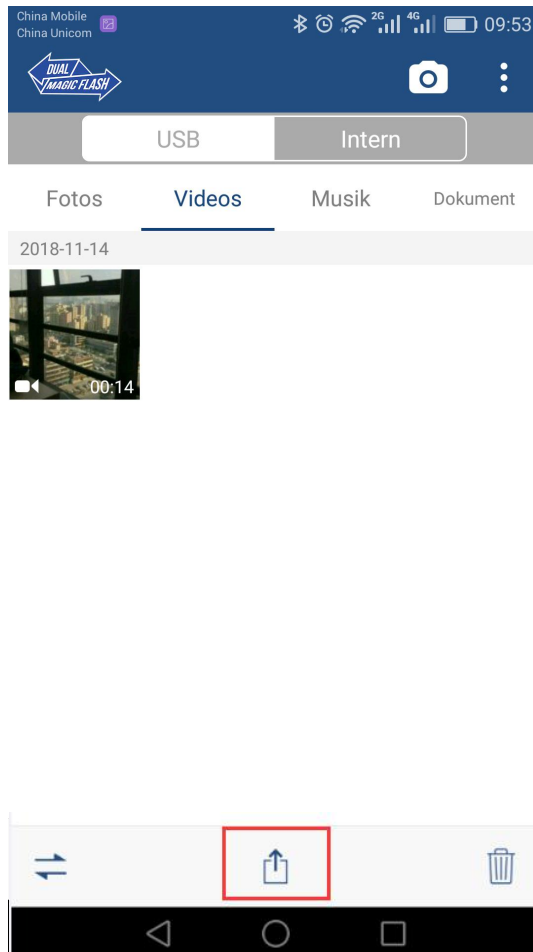 China Mobile
China Unicom
2G 4G 09:53
DUAL
MAGIC FLASH
USB Intern
Fotos Videos Musik Dokument
2018-11-14
00:14